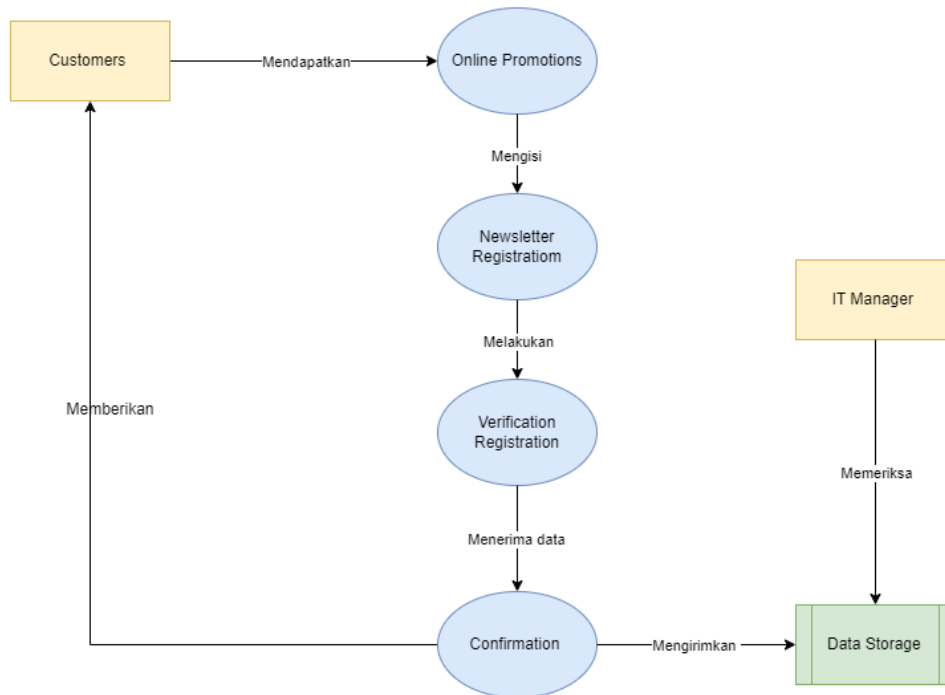 Customers
Mendapatkan
Online Promotions
Mengisi
Newsletter
Registratiom
IT Manager
Melakukan
Memberikan
Verification
Registration
Memeriksa
Menerima data
Confirmation
Mengirimkan
Data Storage